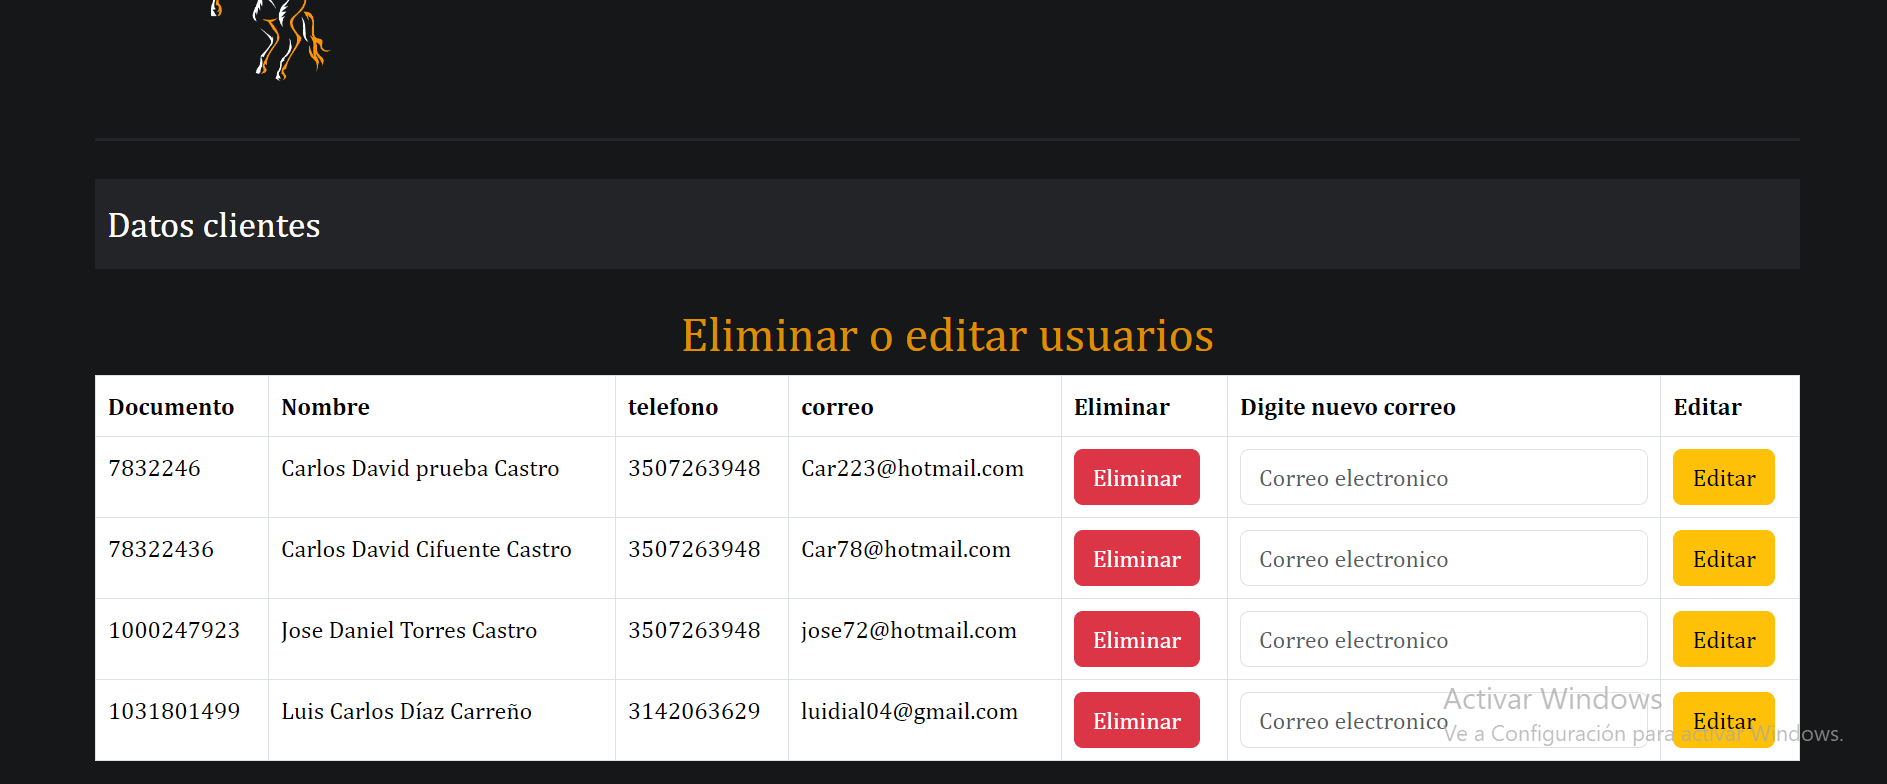 Datos clientes
Eliminar o editar usuarios
Documento Nombre telefono correo Eliminar Digite nuevo correo Editar
7832246 Carlos David prueba Castro 3507263948 Car223@hotmail.com Eliminar Correo electronico Editar
78322436 Carlos David Cifuente Castro 3507263948 Car78@hotmail.com Eliminar Correo electronico Editar
1000247923 Jose Daniel Torres Castro 3507263948 jose72@hotmail.com Eliminar Correo electronico Editar
1031801499 Luis Carlos Díaz Carreño 3142063629 luidial04@gmail.com Eliminar Correo electronico Editar
Activar Windows
Ve a Configuración para activar Windows.